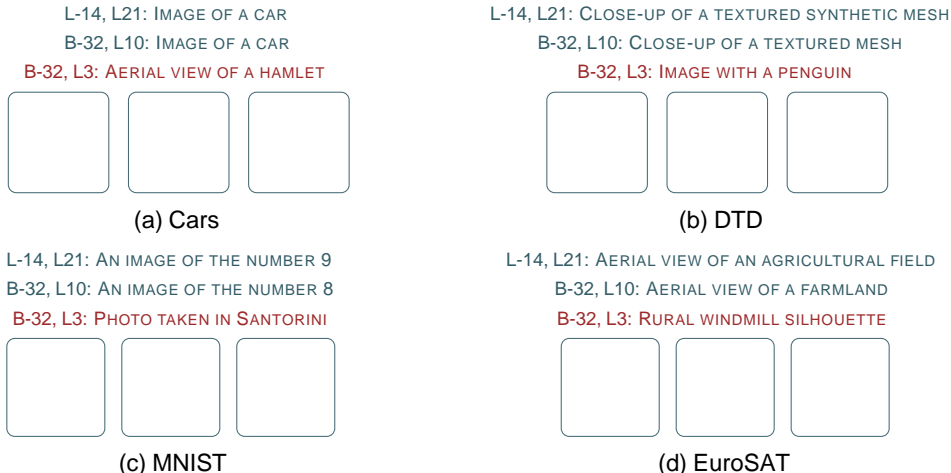 L-14, L21: IMAGE OF A CAR
B-32, L10: IMAGE OF A CAR
B-32, L3: AERIAL VIEW OF A HAMLET
(a) Cars
L-14, L21: CLOSE-UP OF A TEXTURED SYNTHETIC MESH
B-32, L10: CLOSE-UP OF A TEXTURED MESH
B-32, L3: IMAGE WITH A PENGUIN
(b) DTD
L-14, L21: AN IMAGE OF THE NUMBER 9
B-32, L10: AN IMAGE OF THE NUMBER 8
B-32, L3: PHOTO TAKEN IN SANTORINI
(c) MNIST
L-14, L21: AERIAL VIEW OF AN AGRICULTURAL FIELD
B-32, L10: AERIAL VIEW OF A FARMLAND
B-32, L3: RURAL WINDMILL SILHOUETTE
(d) EuroSAT